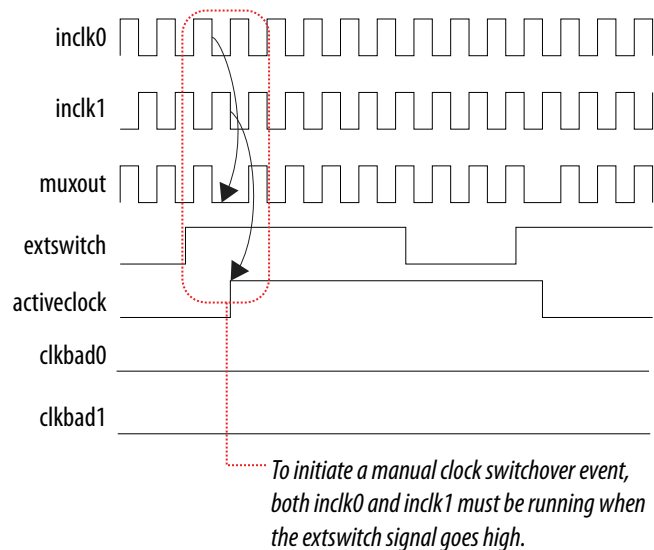 inclk0
inclk1
muxout
extswitch
activeclock
clkbad0
clkbad1
To initiate a manual clock switchover event,
both inclk0 and inclk1 must be running when
the extswitch signal goes high.